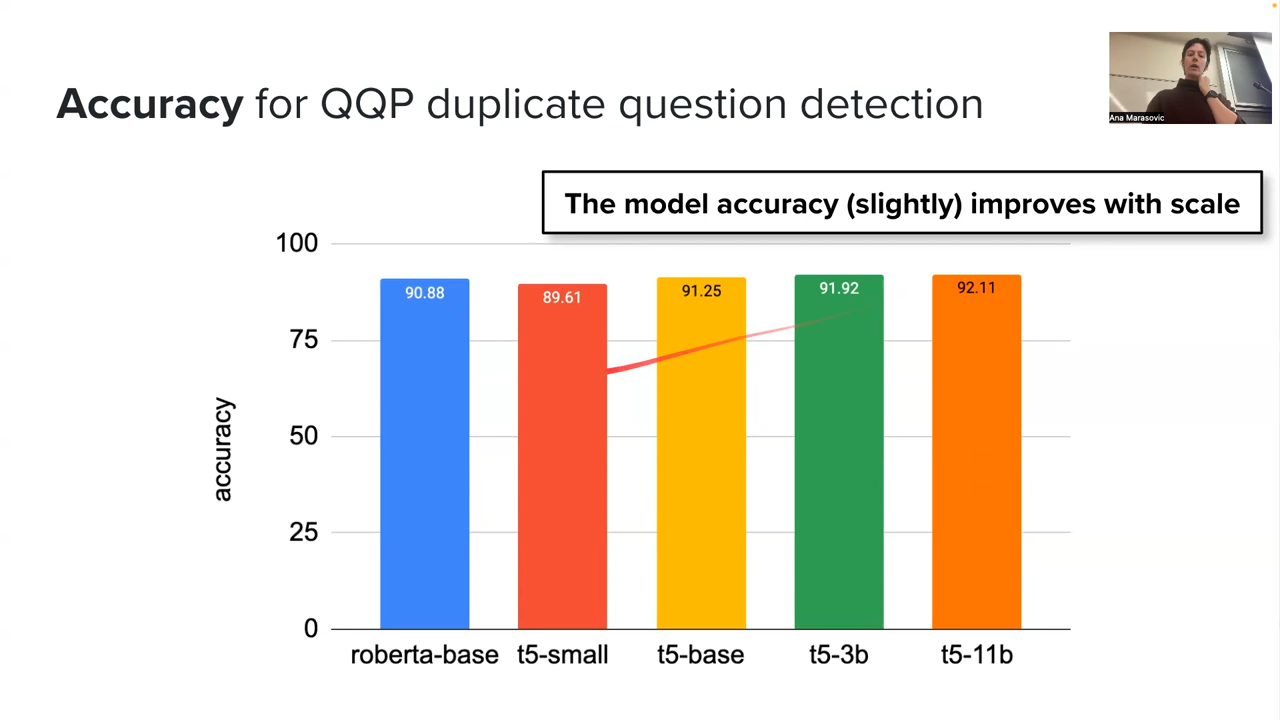 Accuracy for QQP duplicate question detection
Ana Marasovic
The model accuracy (slightly) improves with scale
100
75
50
25
0
accuracy
90.88
89.61
91.25
91.92
92.11
roberta-base
t5-small
t5-base
t5-3b
t5-11b